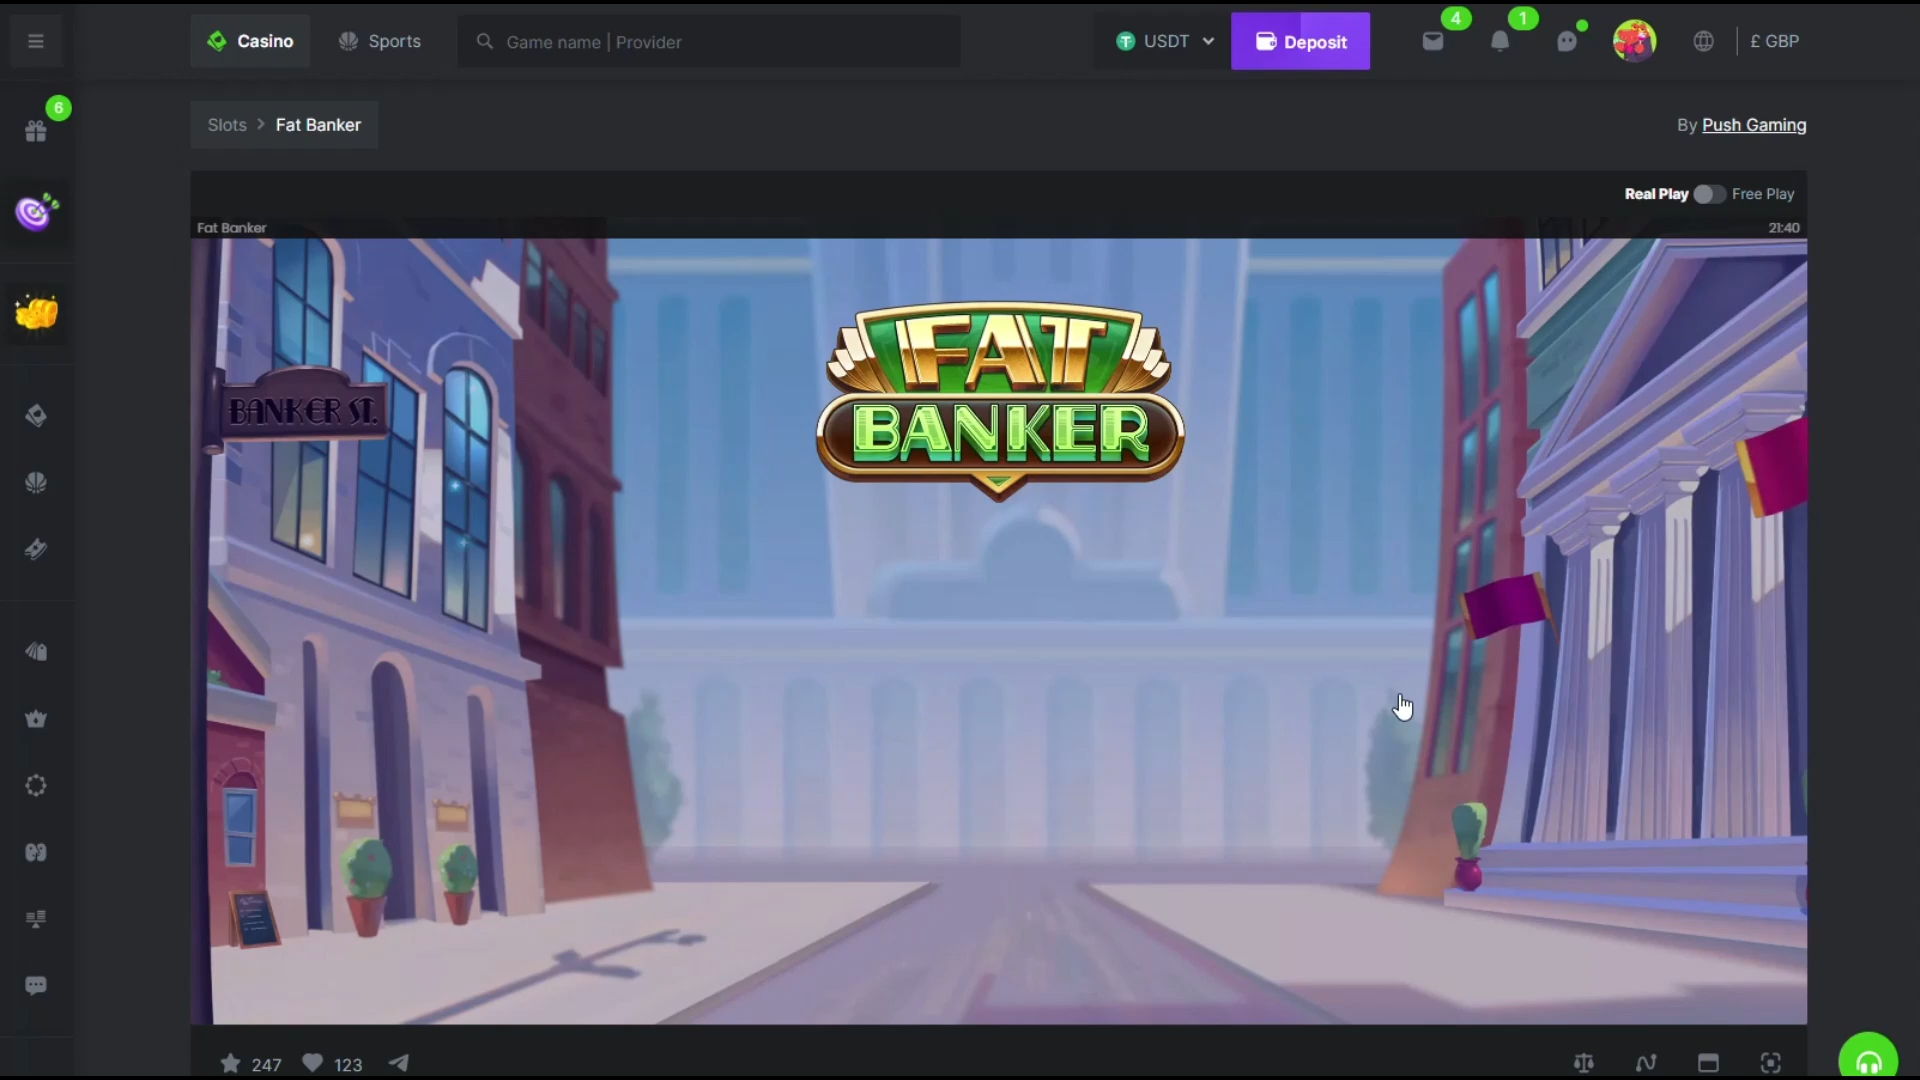 Casino
Sports
Game name | Provider
USDT
Deposit
4
1
£ GBP
6
Slots > Fat Banker
By Push Gaming
Real Play
Free Play
Fat Banker
21:40
FAT
BANKER
BANKER ST.
247
123